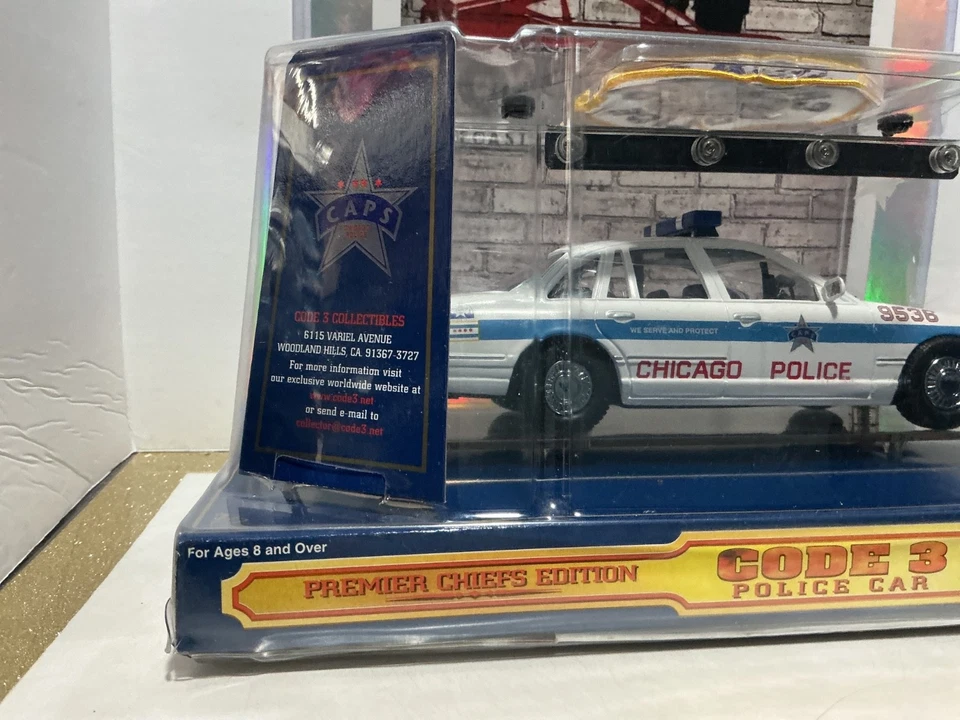 CAPS
CODE 3 COLLECTIBLES
6115 VARIEL AVENUE
WOODLAND HILLS, CA. 91367-3727
For more information visit
our exclusive worldwide website at
www.code3.net
or send e-mail to
collector@code3.net
9536
WE SERVE AND PROTECT
CHICAGO POLICE
For Ages 8 and Over
PREMIER CHIEFS EDITION
CODE 3
POLICE CAR